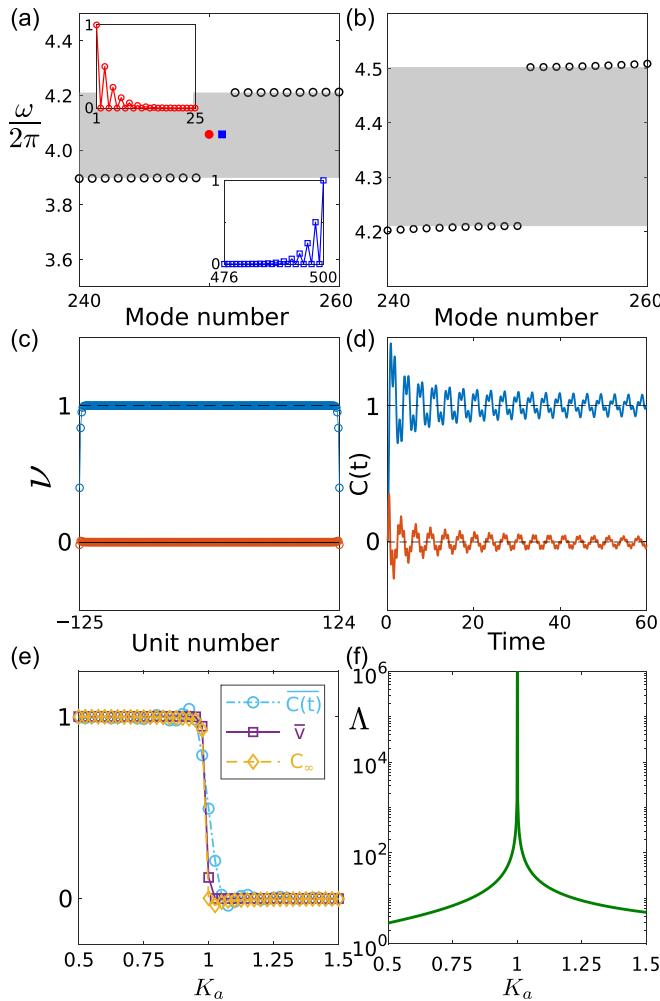 (a)
(b)
4.4
4.2
4.0
3.8
3.6
ω/2π
1
0
1
25
1
0
476
500
240
260
Mode number
4.5
4.4
4.3
4.2
240
260
Mode number
(c)
(d)
1
0
ν
−125
124
Unit number
C(t)
1
0
0
20
40
60
Time
(e)
(f)
1
0
C(t)
v
C∞
0.5
0.75
1
1.25
1.5
Kₐ
Λ
10⁶
10⁴
10²
10⁰
0.5
0.75
1
1.25
1.5
Kₐ